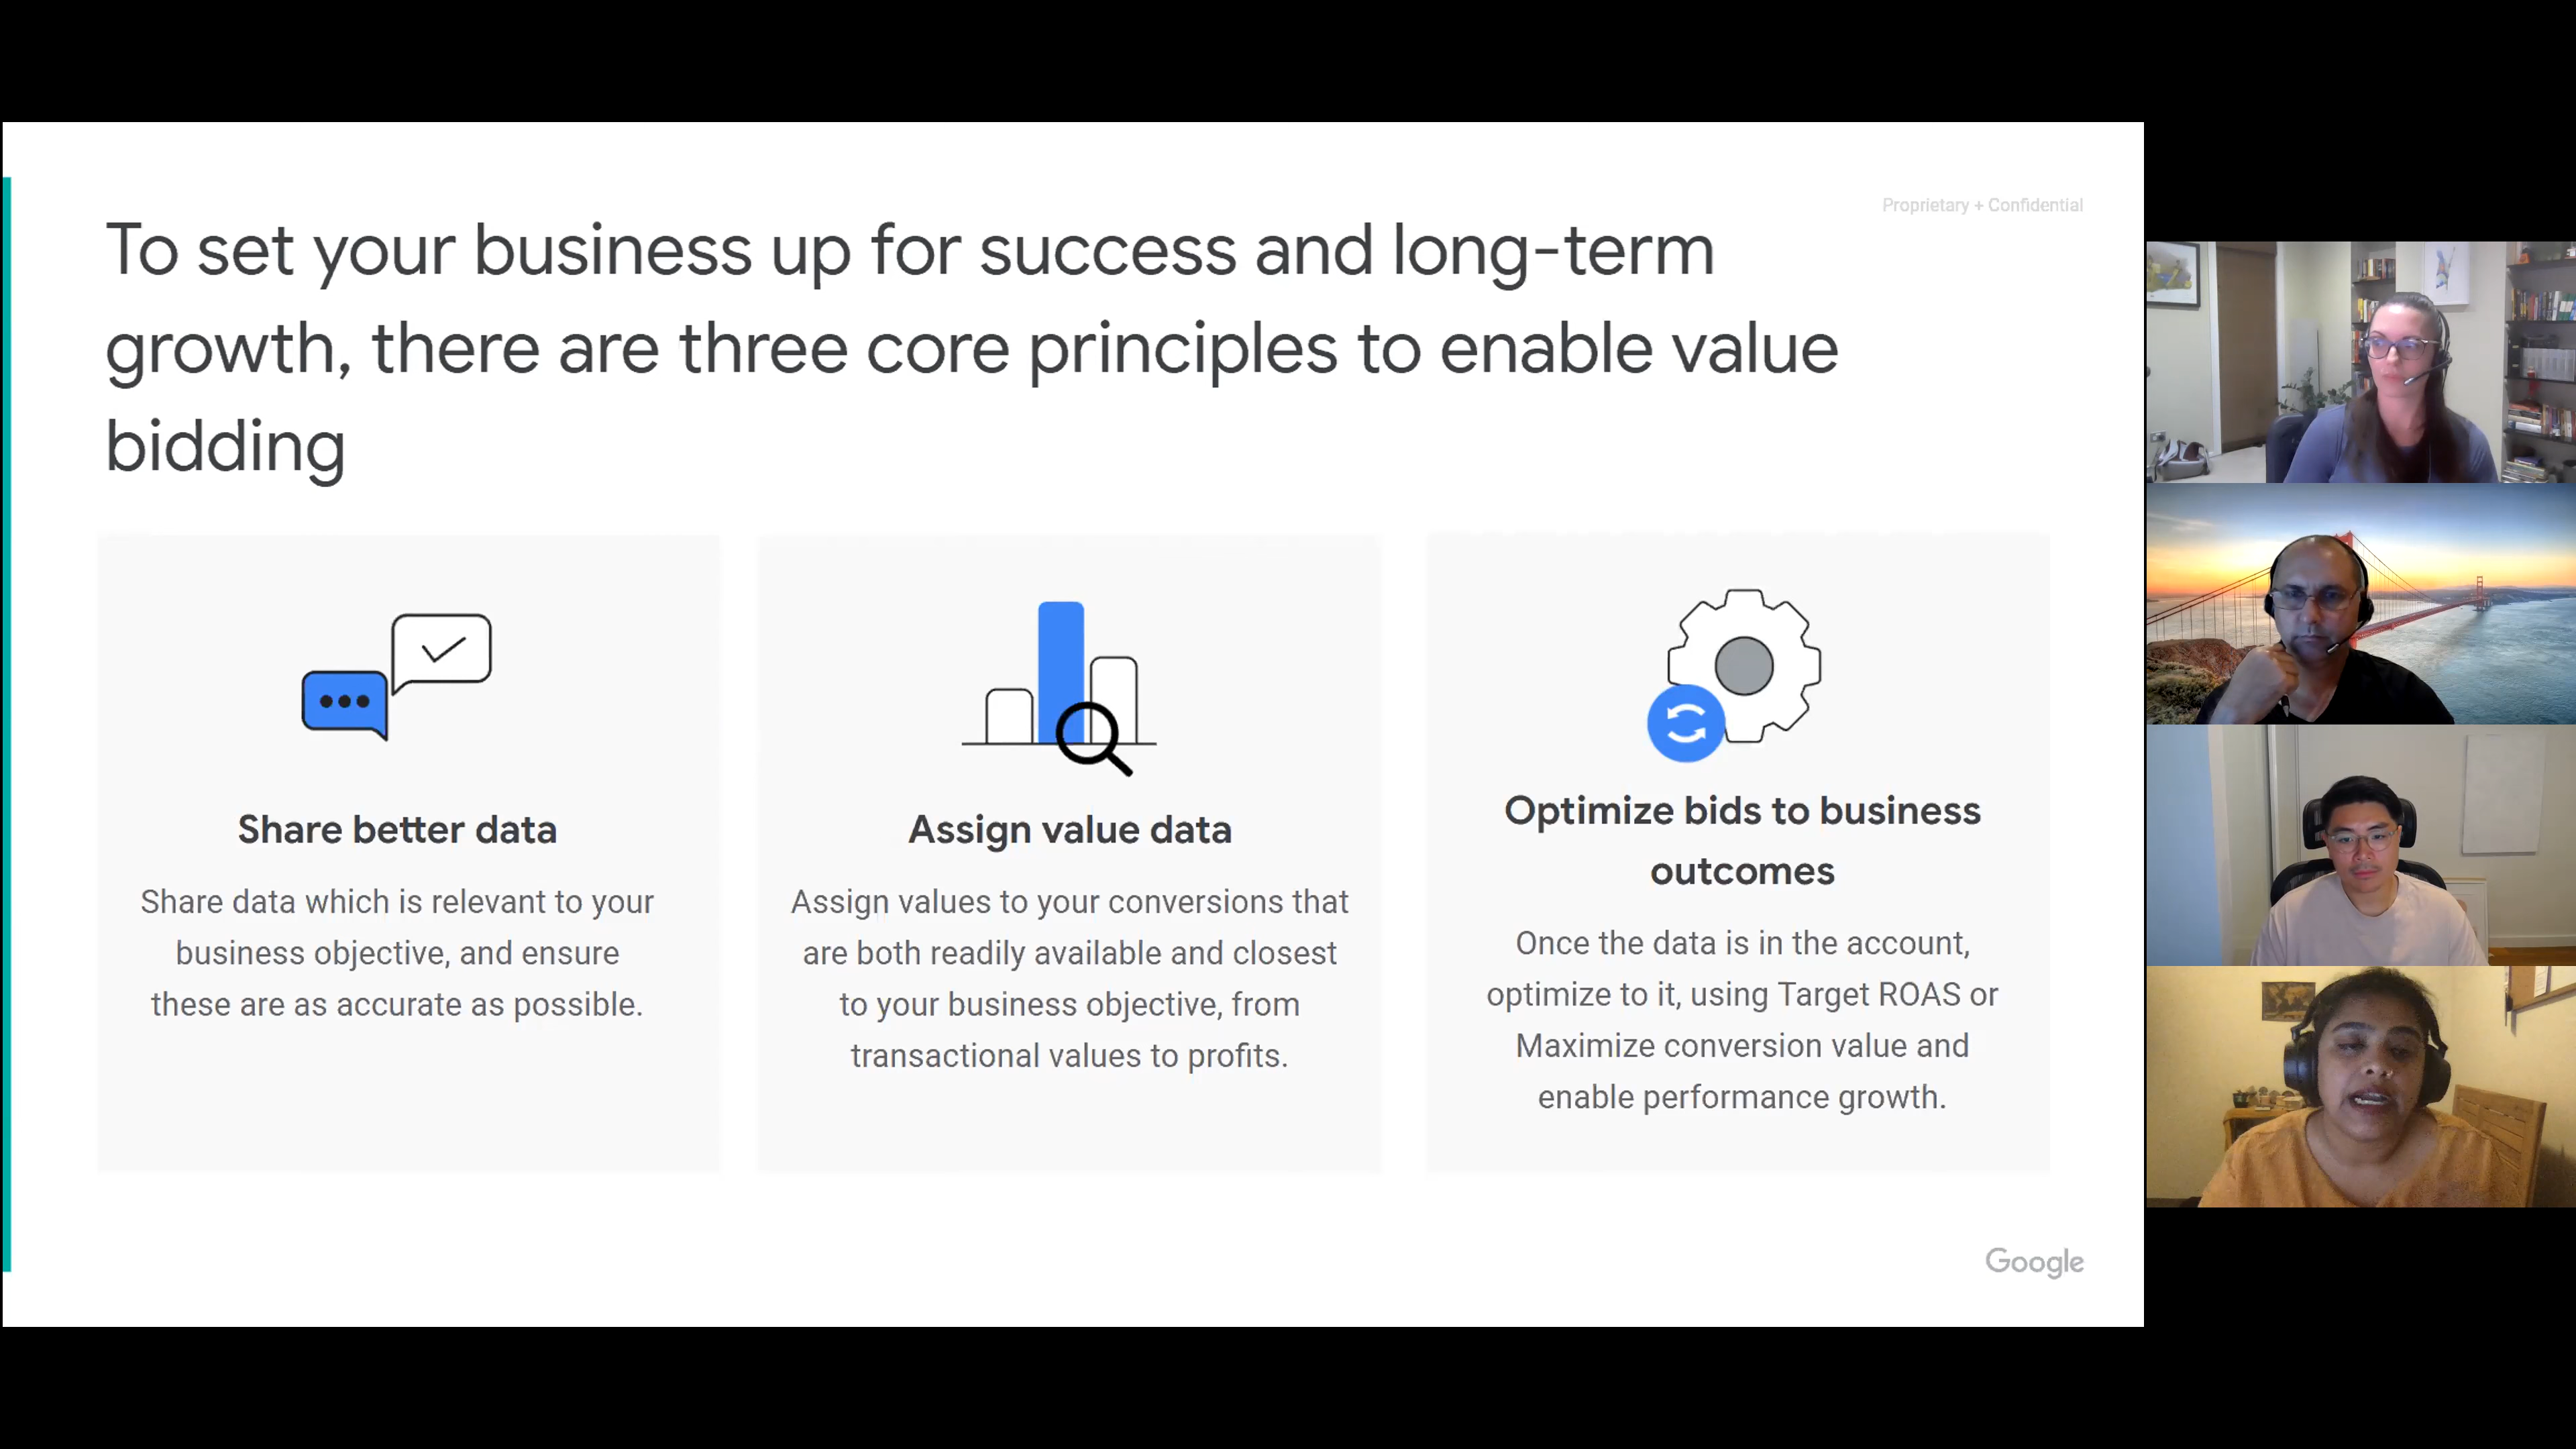 Proprietary + Confidential
To set your business up for success and long-term
growth, there are three core principles to enable value
bidding
Share better data
Share data which is relevant to your
business objective, and ensure
these are as accurate as possible.
Assign value data
Assign values to your conversions that
are both readily available and closest
to your business objective, from
transactional values to profits.
Optimize bids to business
outcomes
Once the data is in the account,
optimize to it, using Target ROAS or
Maximize conversion value and
enable performance growth.
Google